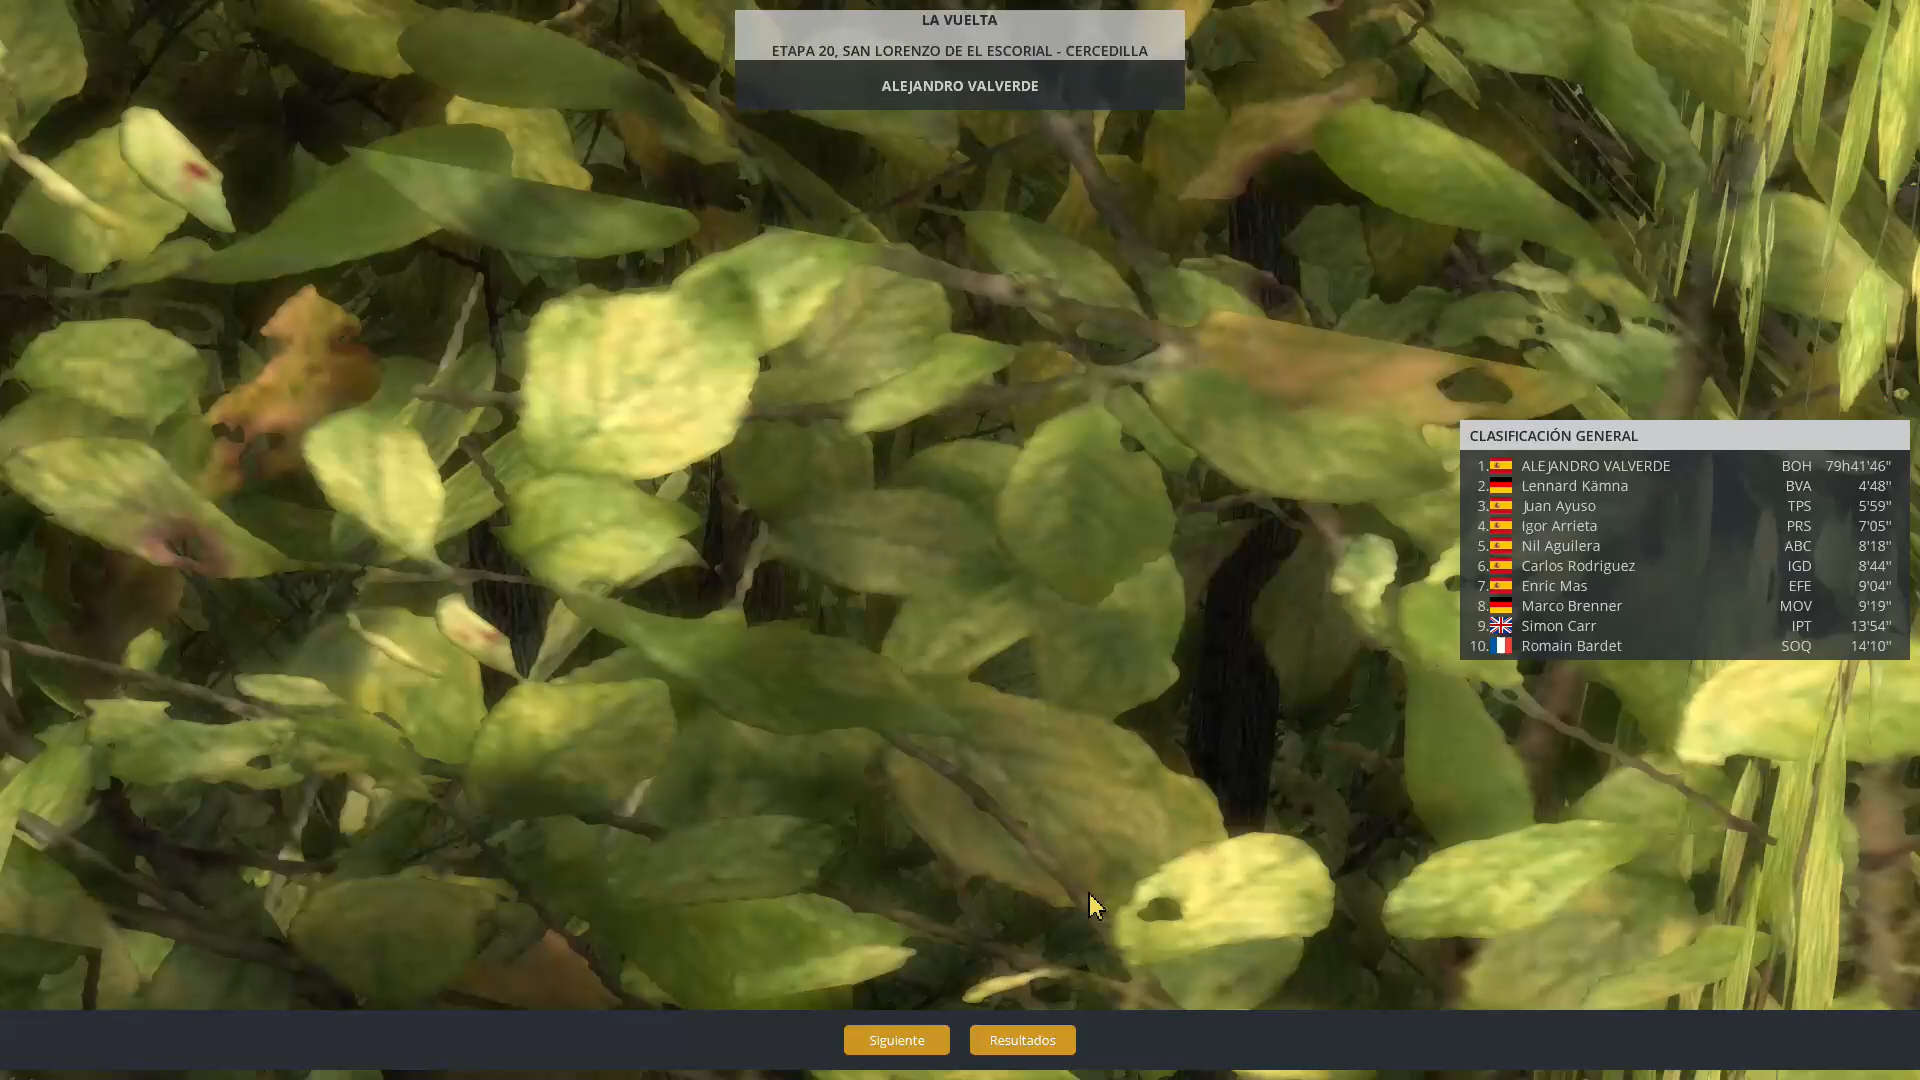 LA VUELTA
ETAPA 20, SAN LORENZO DE EL ESCORIAL - CERCEDILLA
ALEJANDRO VALVERDE
CLASIFICACIÓN GENERAL
1. ALEJANDRO VALVERDE BOH 79h41'46''
2. Lennard Kämna BVA 4'48''
3. Juan Ayuso TPS 5'59''
4. Igor Arrieta PRS 7'05''
5. Nil Aguilera ABC 8'18''
6. Carlos Rodriguez IGD 8'44''
7. Enric Mas EFE 9'04''
8. Marco Brenner MOV 9'19''
9. Simon Carr IPT 13'54''
10. Romain Bardet SOQ 14'10''
Siguiente Resultados